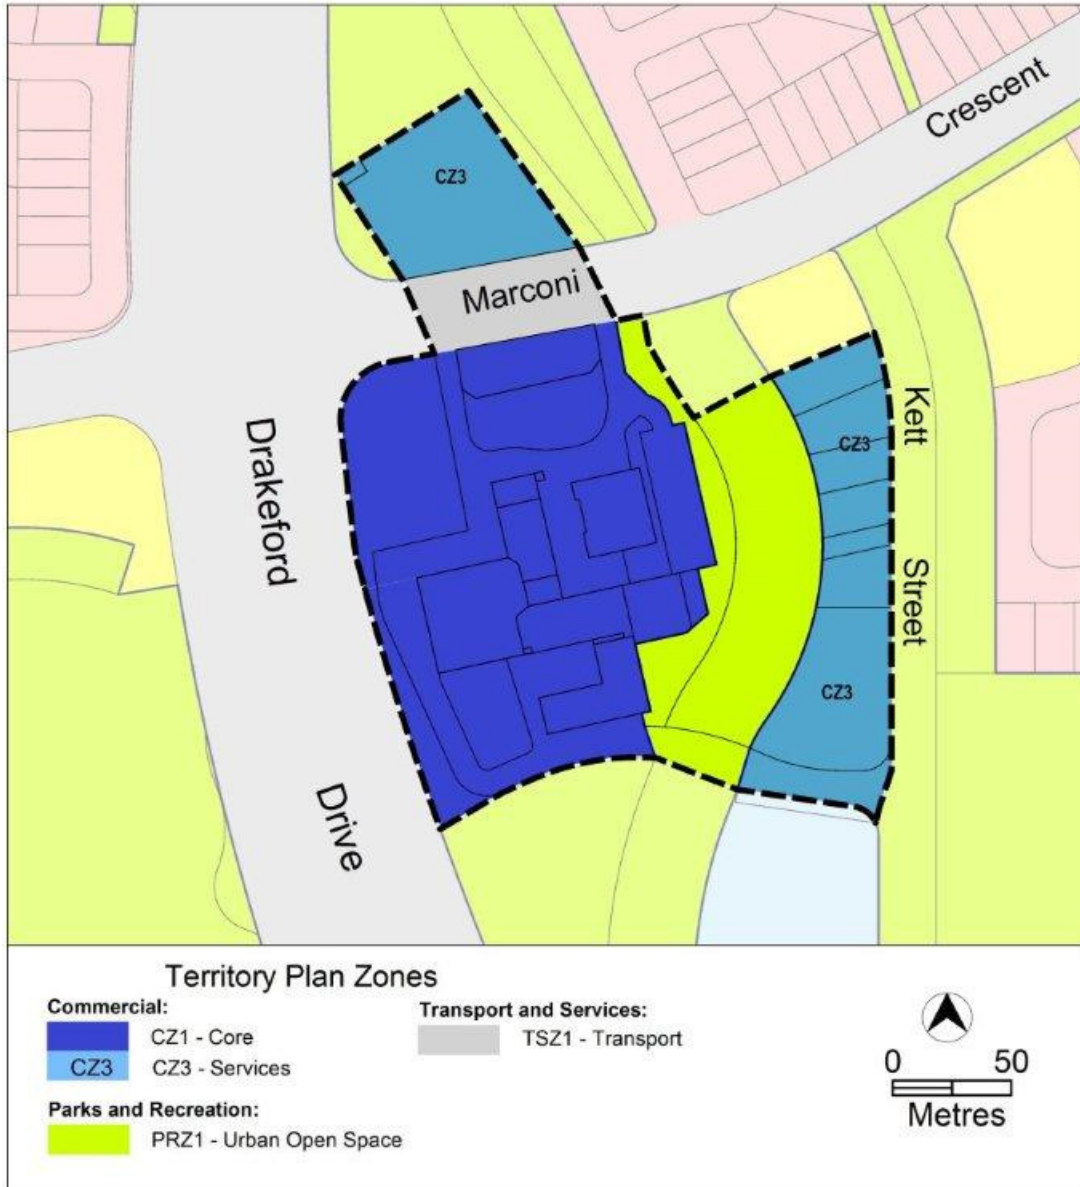 CZ3
Crescent
Marconi
Kett
CZ3
Drakeford
Street
CZ3
Drive
Territory Plan Zones
Commercial:
CZ1 - Core
CZ3
CZ3 - Services
Parks and Recreation:
PRZ1 - Urban Open Space
Transport and Services:
TSZ1 - Transport
0 50
Metres